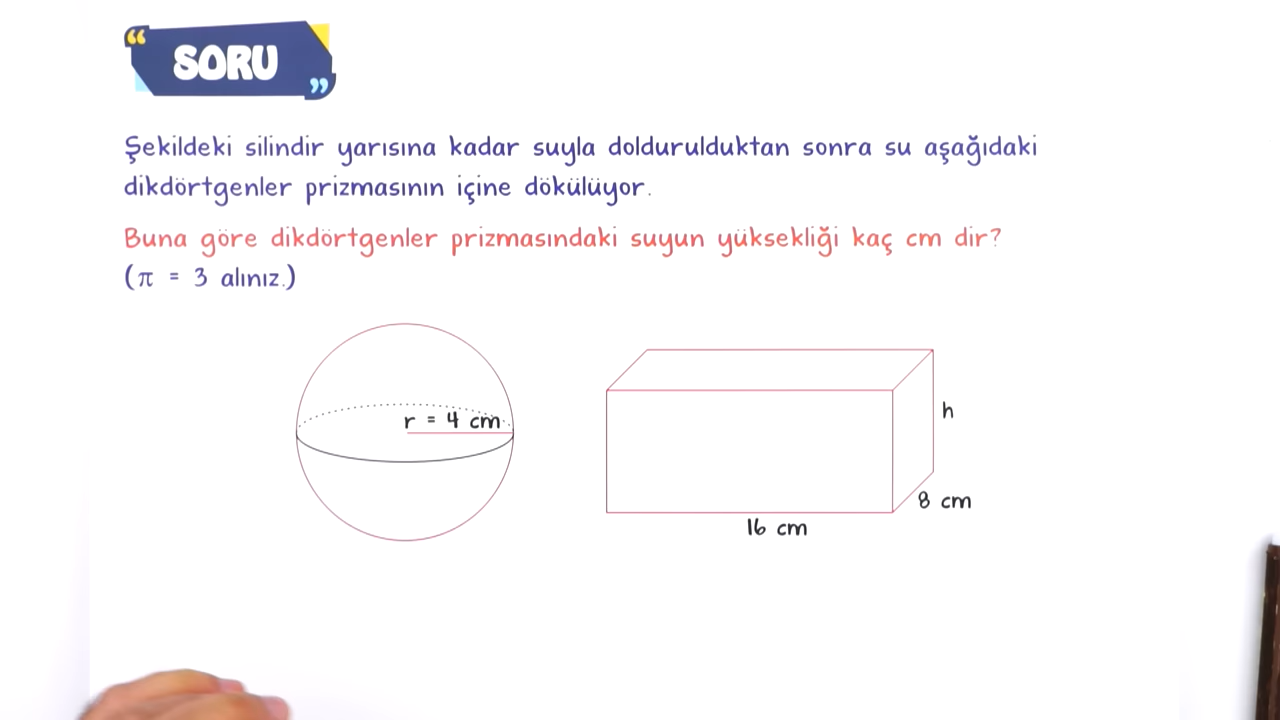 SORU
Şekildeki silindir yarısına kadar suyla doldurulduktan sonra su aşağıdaki
dikdörtgenler prizmasının içine dökülüyor.
Buna göre dikdörtgenler prizmasındaki suyun yüksekliği kaç cm dir?
(π = 3 alınız.)
r = 4 cm
h
8 cm
16 cm